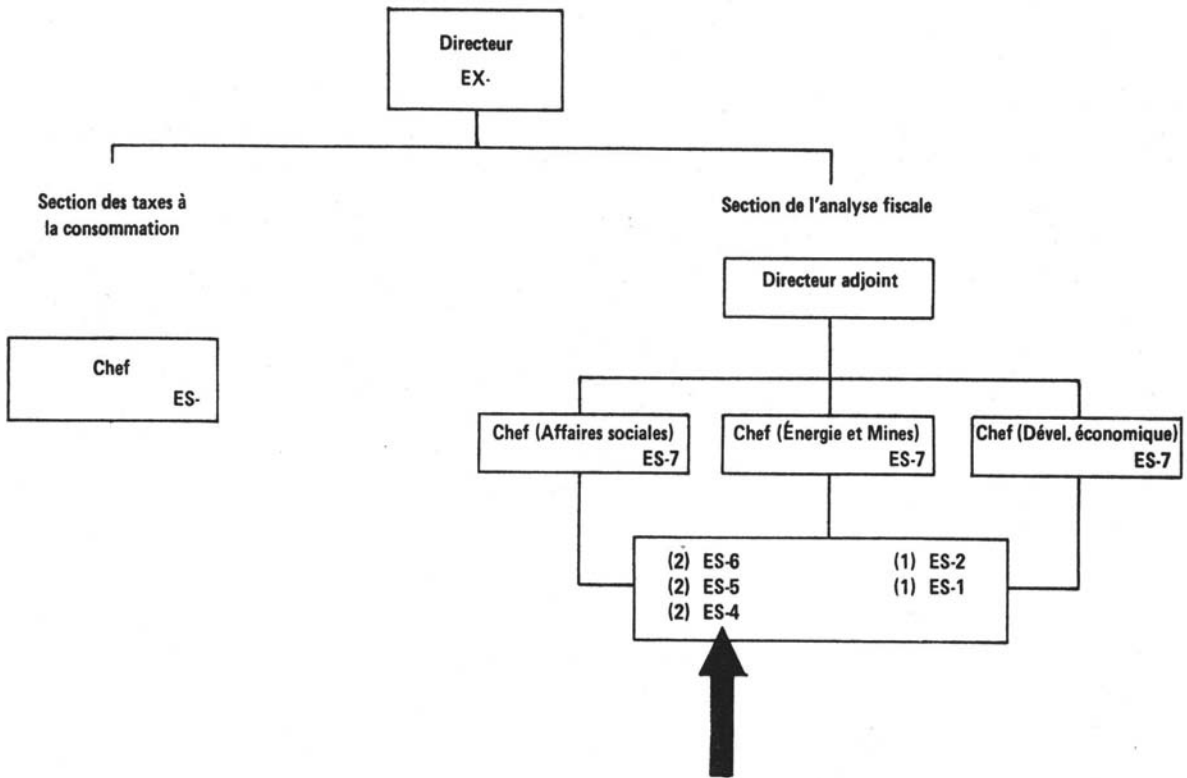 Directeur
EX-
Section des taxes à
la consommation
Section de l'analyse fiscale
Directeur adjoint
Chef
ES-
Chef (Affaires sociales)
ES-7
Chef (Énergie et Mines)
ES-7
Chef (Dével. économique)
ES-7
(2) ES-6
(2) ES-5
(2) ES-4
(1) ES-2
(1) ES-1